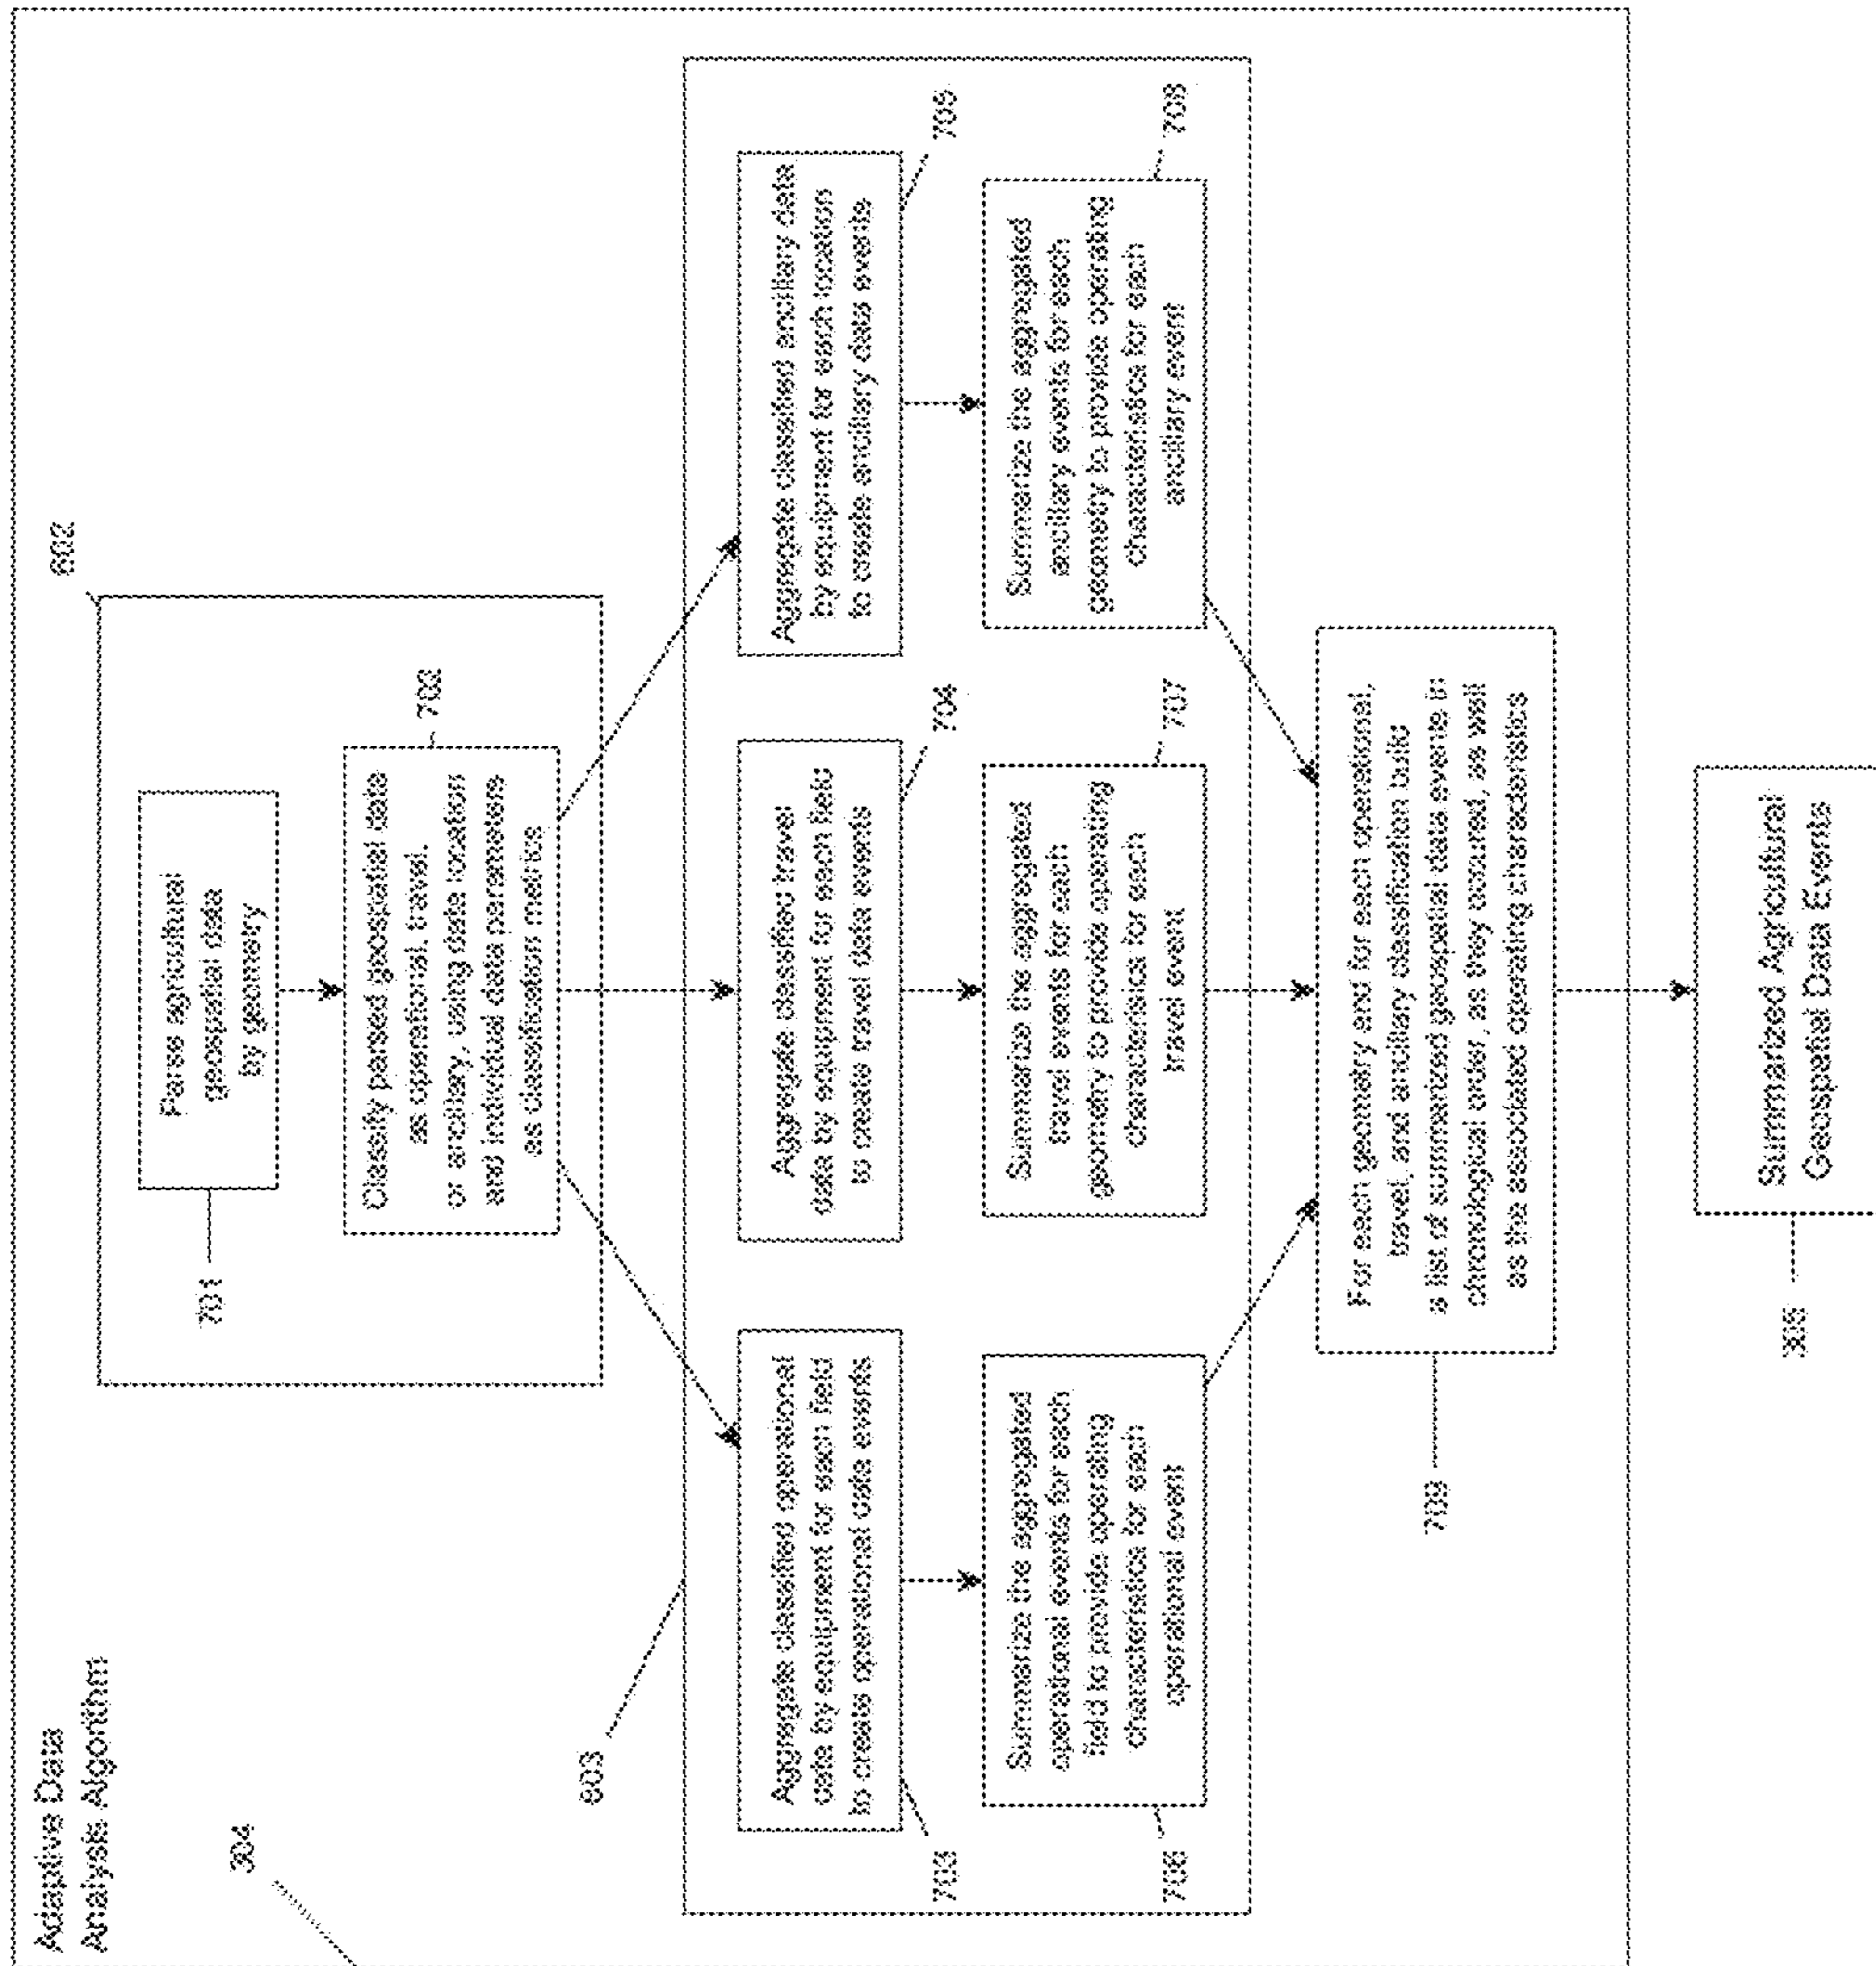 Adaptive Data
Analysis Algorithm
304
602
701
Parse agricultural
geospatial data
by geometry
Classify parsed geospatial data
as operational, travel,
or ancillary, using data location
and individual data parameters
as classification metrics
702
603
Aggregate classified operational
data by equipment for each field
to create operational data events
703
Aggregate classified travel
data by equipment for each field
to create travel data events
704
Aggregate classified ancillary data
by equipment for each location
to create ancillary data events
705
Summarize the aggregated
operational events for each
field to provide operating
characteristics for each
operational event
706
Summarize the aggregated
travel events for each
geometry to provide operating
characteristics for each
travel event
707
Summarize the aggregated
ancillary events for each
geometry to provide operating
characteristics for each
ancillary event
708
For each geometry and for each operational,
travel, and ancillary classification build
a list of summarized geospatial data events in
chronological order, as they occured, as well
as the associated operating characteristics
709
Summarized Agricultural
Geospatial Data Events